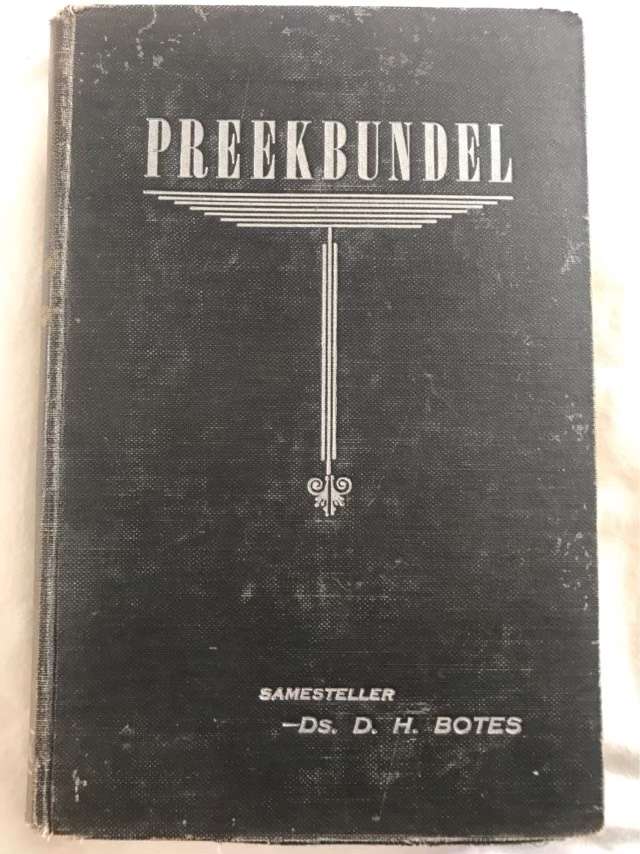 PREEKBUNDEL
SAMESTELLER
—Ds. D. H. BOTES